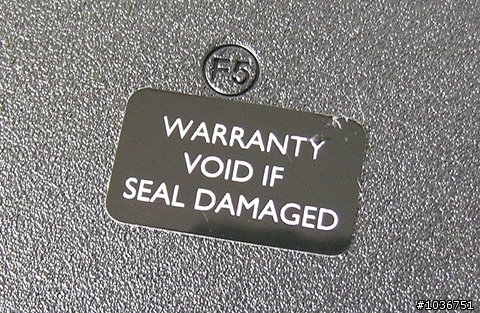 F5
WARRANTY
VOID IF
SEAL DAMAGED
#1036751